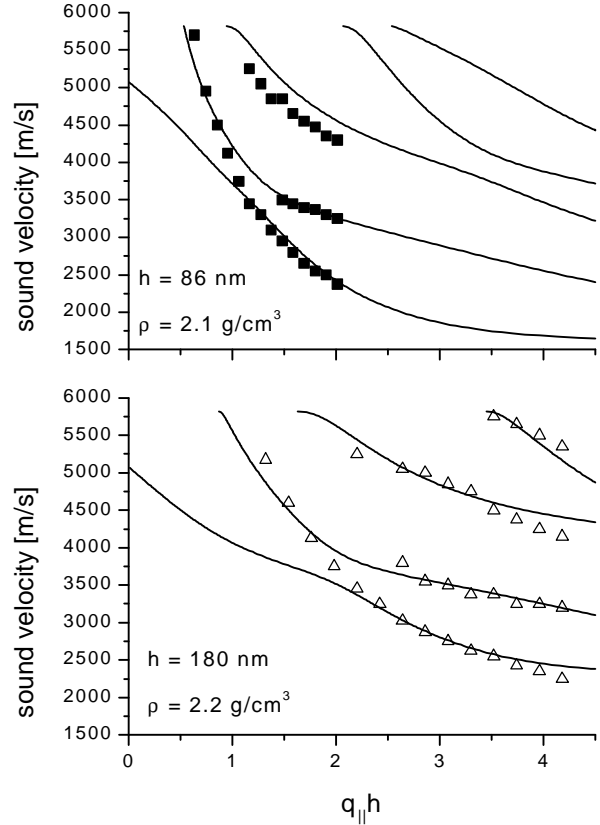 6000
5500
5000
4500
4000
3500
3000
2500
2000
1500
sound velocity [m/s]
h = 86 nm
ρ = 2.1 g/cm³
6000
5500
5000
4500
4000
3500
3000
2500
2000
1500
sound velocity [m/s]
h = 180 nm
ρ = 2.2 g/cm³
0 1 2 3 4
q||h